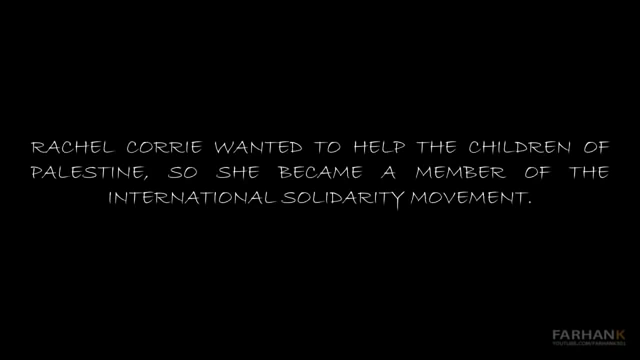 RACHEL CORRIE WANTED TO HELP THE CHILDREN OF
PALESTINE, SO SHE BECAME A MEMBER OF THE
INTERNATIONAL SOLIDARITY MOVEMENT.
FARHANK